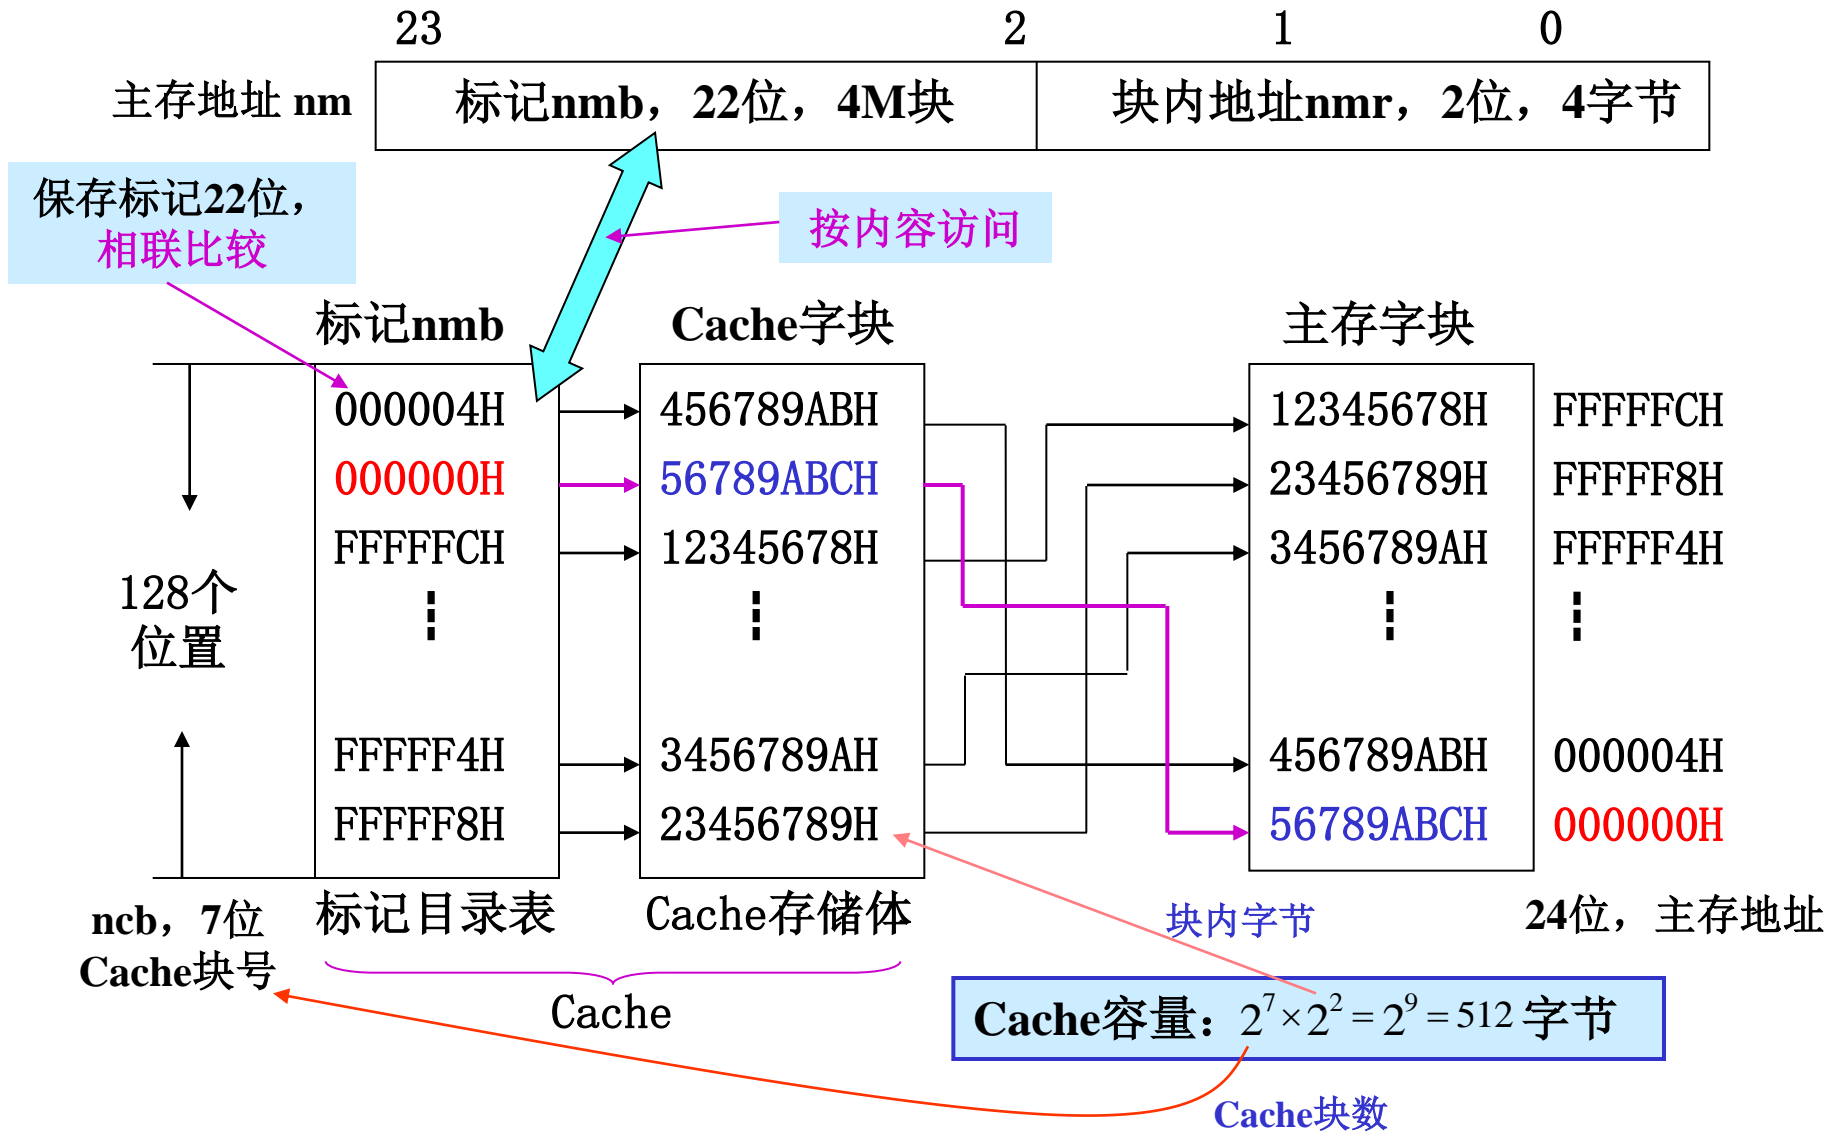 23 2 1 0
主存地址 nm 标记nmb，22位，4M块 块内地址nmr，2位，4字节
保存标记22位，
相联比较
按内容访问
标记nmb Cache字块 主存字块
000004H 456789ABH 12345678H FFFFFCH
000000H 56789ABCH 23456789H FFFFF8H
FFFFFCH 12345678H 3456789AH FFFFF4H
128个
位置
FFFFF4H 3456789AH 456789ABH 000004H
FFFFF8H 23456789H 56789ABCH 000000H
ncb，7位
Cache块号
标记目录表 Cache存储体 块内字节 24位，主存地址
Cache
Cache容量：2^7×2^2=2^9=512字节
Cache块数